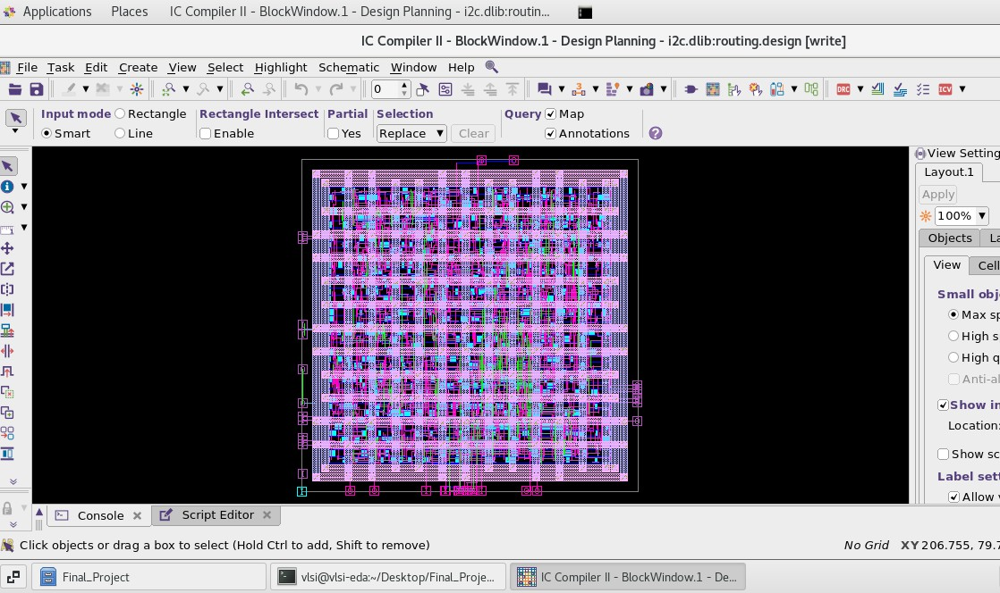 Applications Places IC Compiler II - BlockWindow.1 - Design Planning - i2c.dlib:routin...
IC Compiler II - BlockWindow.1 - Design Planning - i2c.dlib:routing.design [write]
File Task Edit Create View Select Highlight Schematic Window Help
0 DRC ICV
Input mode Rectangle Rectangle Intersect Partial Selection Query Map
Smart Line Enable Yes Replace Clear Annotations
View Setting
Layout.1
Apply
100%
Objects La
View Cell
Small obj
Max sp
High s
High q
Anti-al
Show in
Location:
Show sc
Label sett
Allow
Console Script Editor
Click objects or drag a box to select (Hold Ctrl to add, Shift to remove) No Grid XY 206.755, 79.7
Final_Project vlsi@vlsi-eda:~/Desktop/Final_Proje... IC Compiler II - BlockWindow.1 - De...